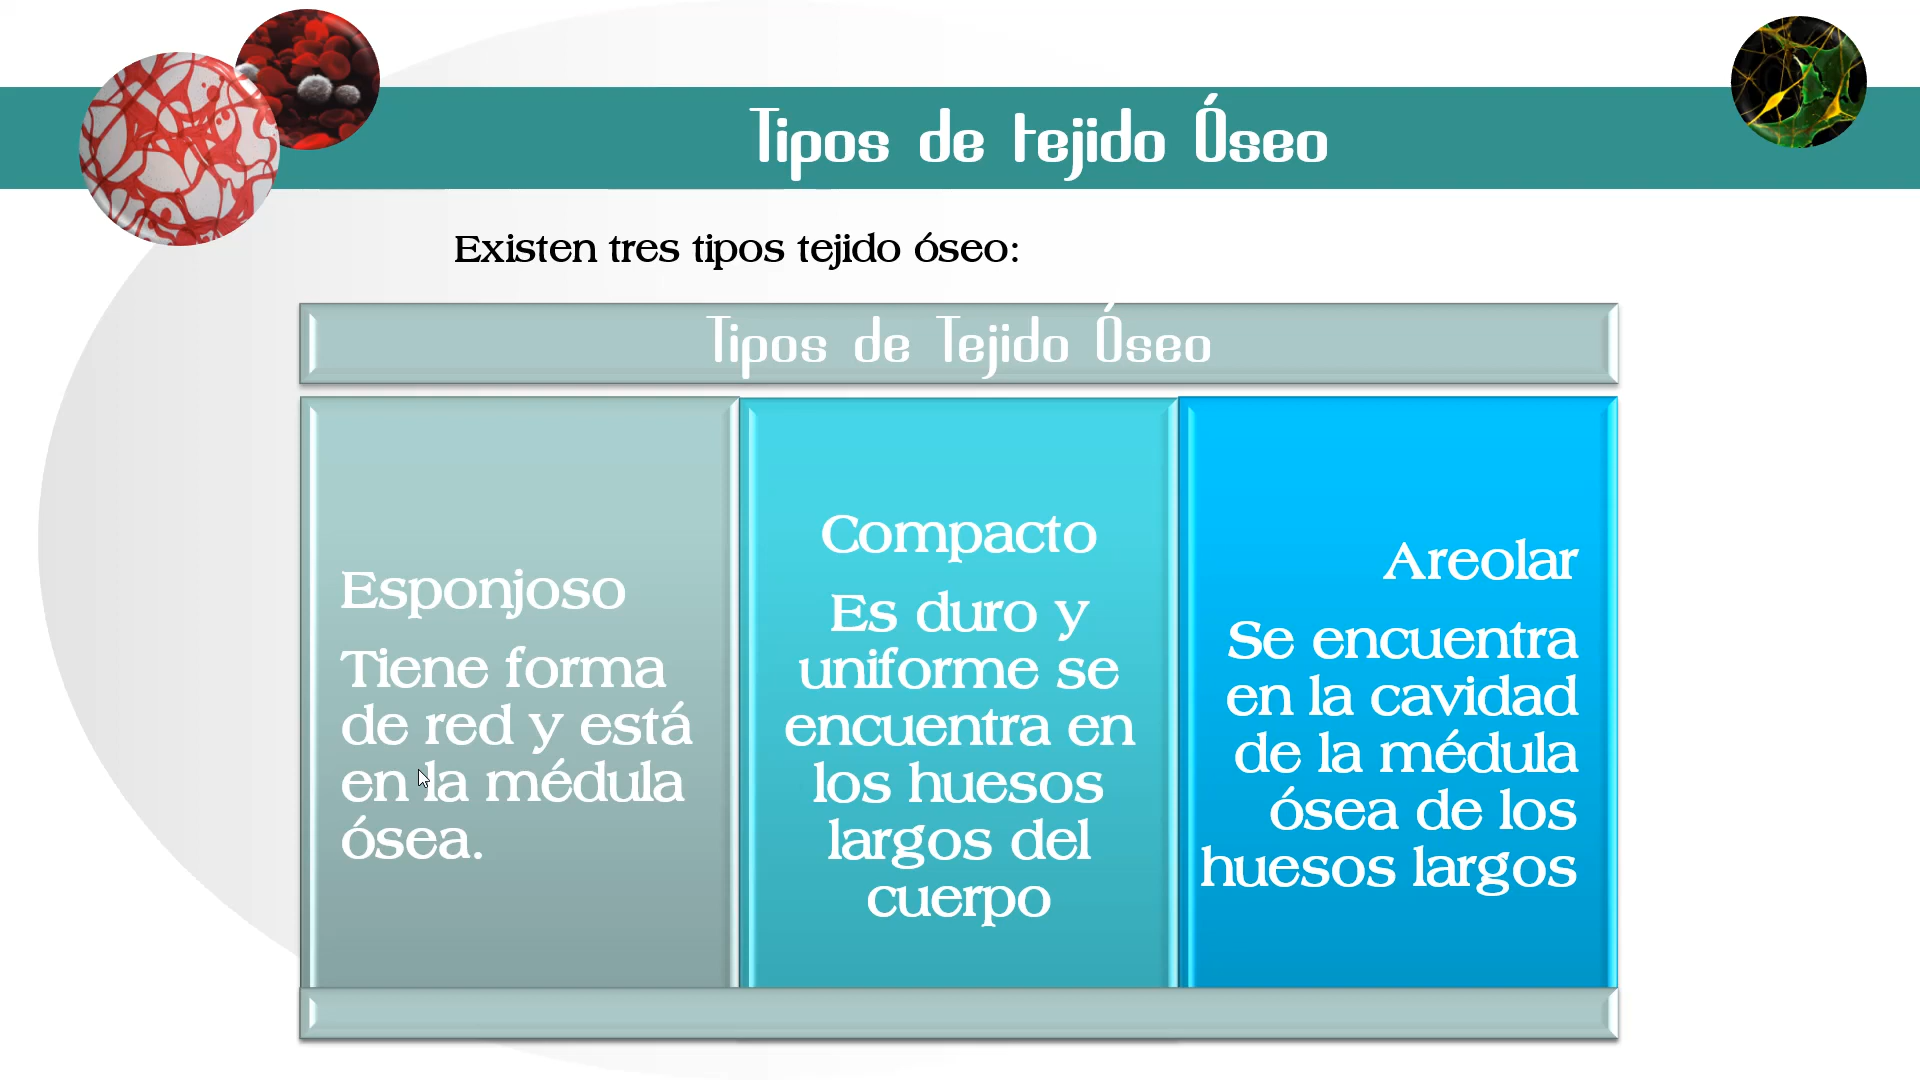 Tipos de tejido Óseo
Existen tres tipos tejido óseo:
Tipos de Tejido Óseo
Esponjoso
Tiene forma
de red y está
en la médula
ósea.
Compacto
Es duro y
uniforme se
encuentra en
los huesos
largos del
cuerpo
Areolar
Se encuentra
en la cavidad
de la médula
ósea de los
huesos largos